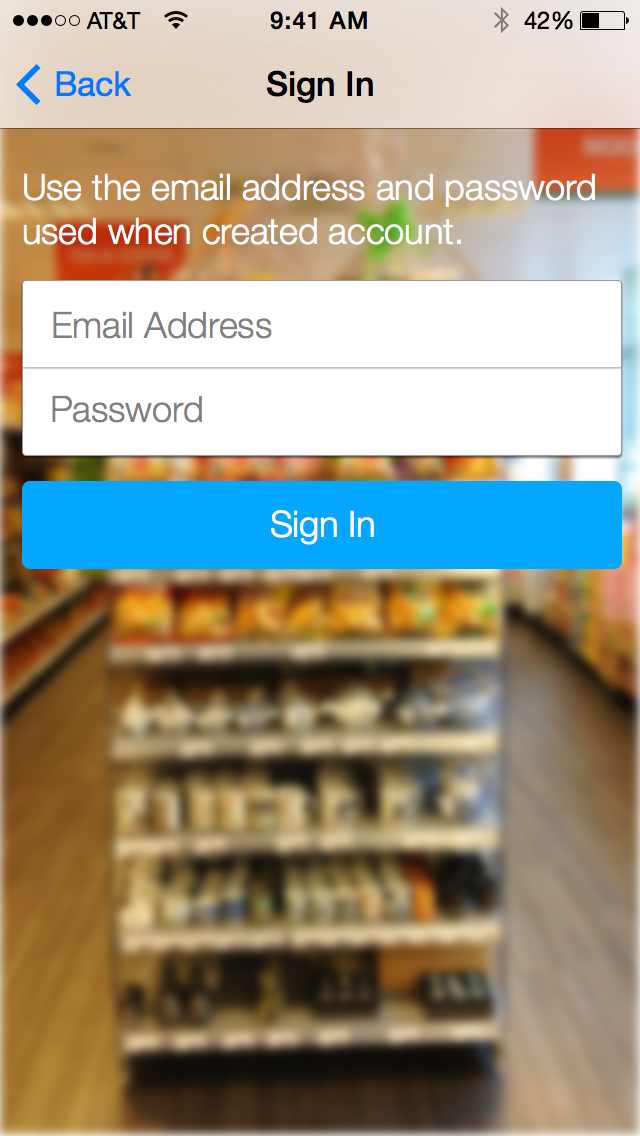 AT&T 9:41 AM 42%
Back Sign In
Use the email address and password
used when created account.
Email Address
Password
Sign In